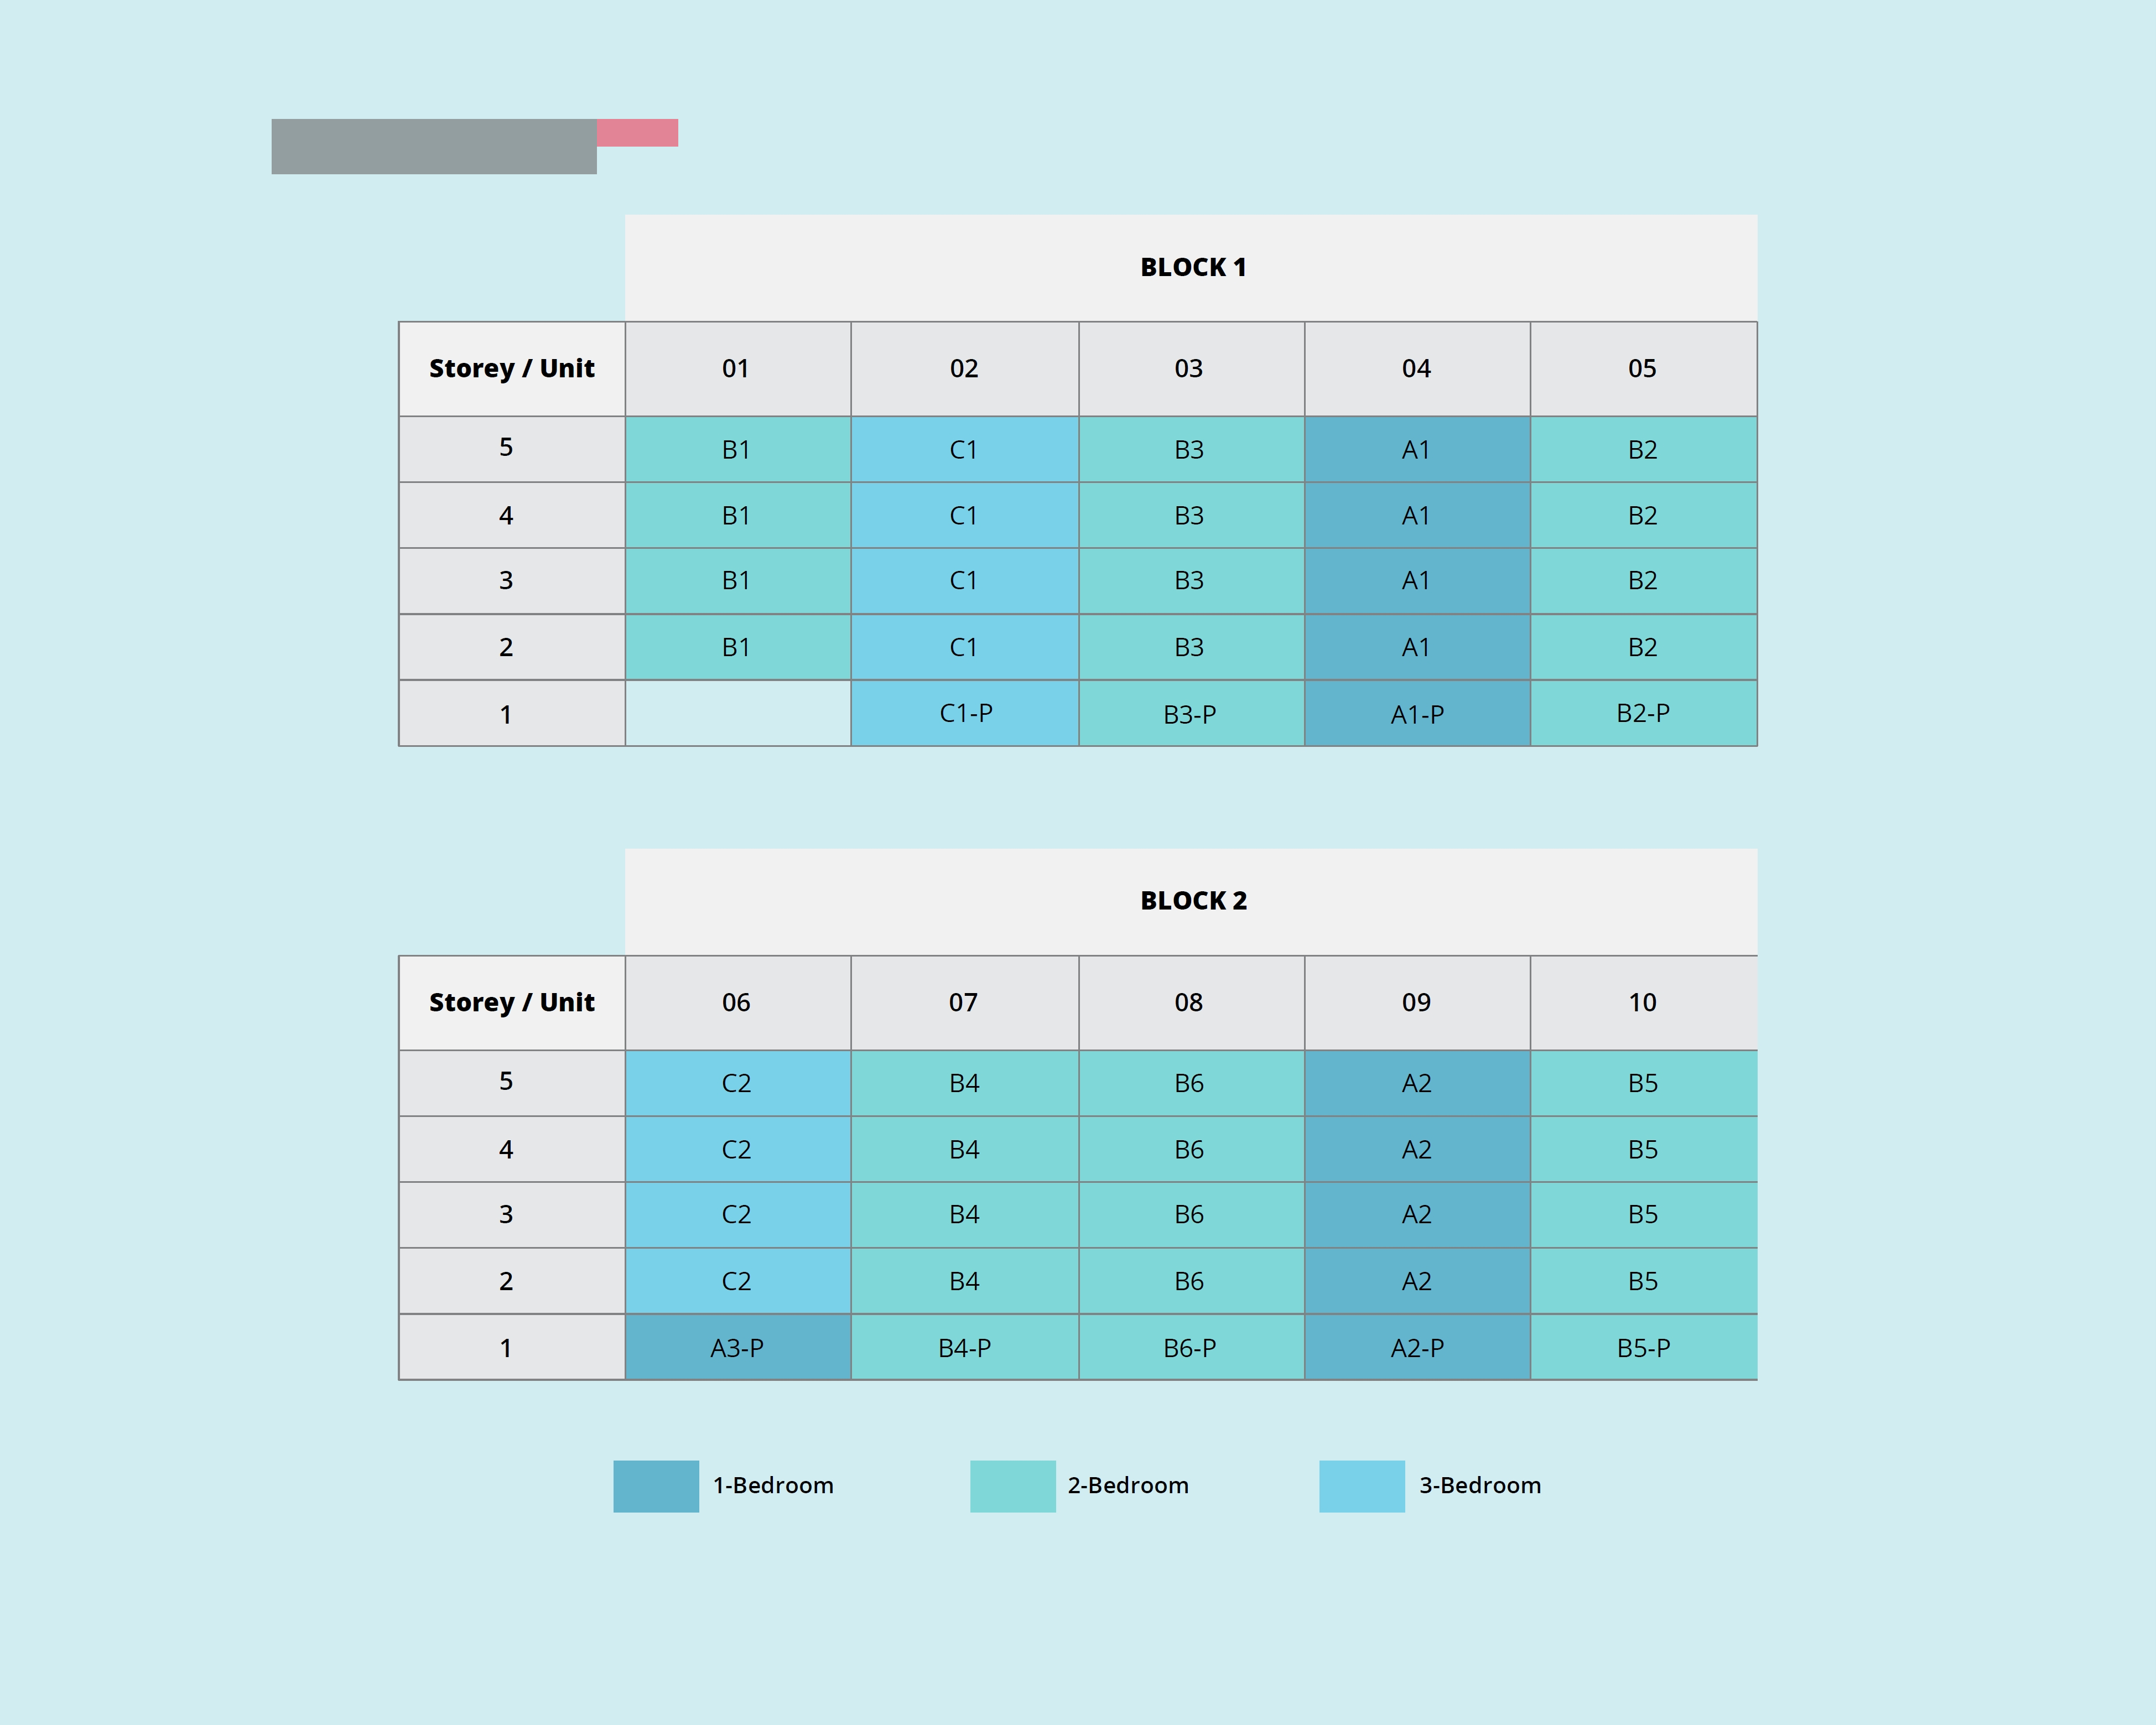 BLOCK 1
Storey / Unit 01 02 03 04 05
5 B1 C1 B3 A1 B2
4 B1 C1 B3 A1 B2
3 B1 C1 B3 A1 B2
2 B1 C1 B3 A1 B2
1 C1-P B3-P A1-P B2-P
BLOCK 2
Storey / Unit 06 07 08 09 10
5 C2 B4 B6 A2 B5
4 C2 B4 B6 A2 B5
3 C2 B4 B6 A2 B5
2 C2 B4 B6 A2 B5
1 A3-P B4-P B6-P A2-P B5-P
1-Bedroom 2-Bedroom 3-Bedroom